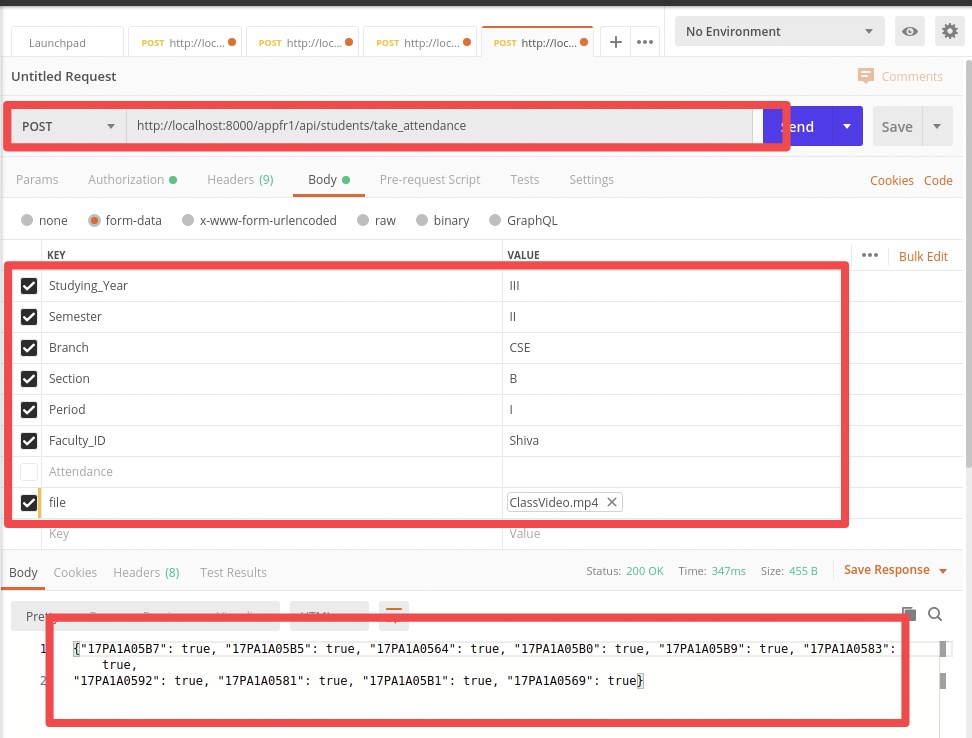 Launchpad POST http://loc... POST http://loc... POST http://loc... POST http://loc... No Environment
Untitled Request Comments
POST http://localhost:8000/appfr1/api/students/take_attendance Send Save
Params Authorization Headers (9) Body Pre-request Script Tests Settings Cookies Code
none form-data x-www-form-urlencoded raw binary GraphQL
KEY VALUE Bulk Edit
Studying_Year III
Semester II
Branch CSE
Section B
Period I
Faculty_ID Shiva
Attendance
file ClassVideo.mp4
Key Value
Body Cookies Headers (8) Test Results Status: 200 OK Time: 347ms Size: 455 B Save Response
1 {"17PA1A05B7": true, "17PA1A05B5": true, "17PA1A0564": true, "17PA1A05B0": true, "17PA1A05B9": true, "17PA1A0583":
true,
2 "17PA1A0592": true, "17PA1A0581": true, "17PA1A05B1": true, "17PA1A0569": true}